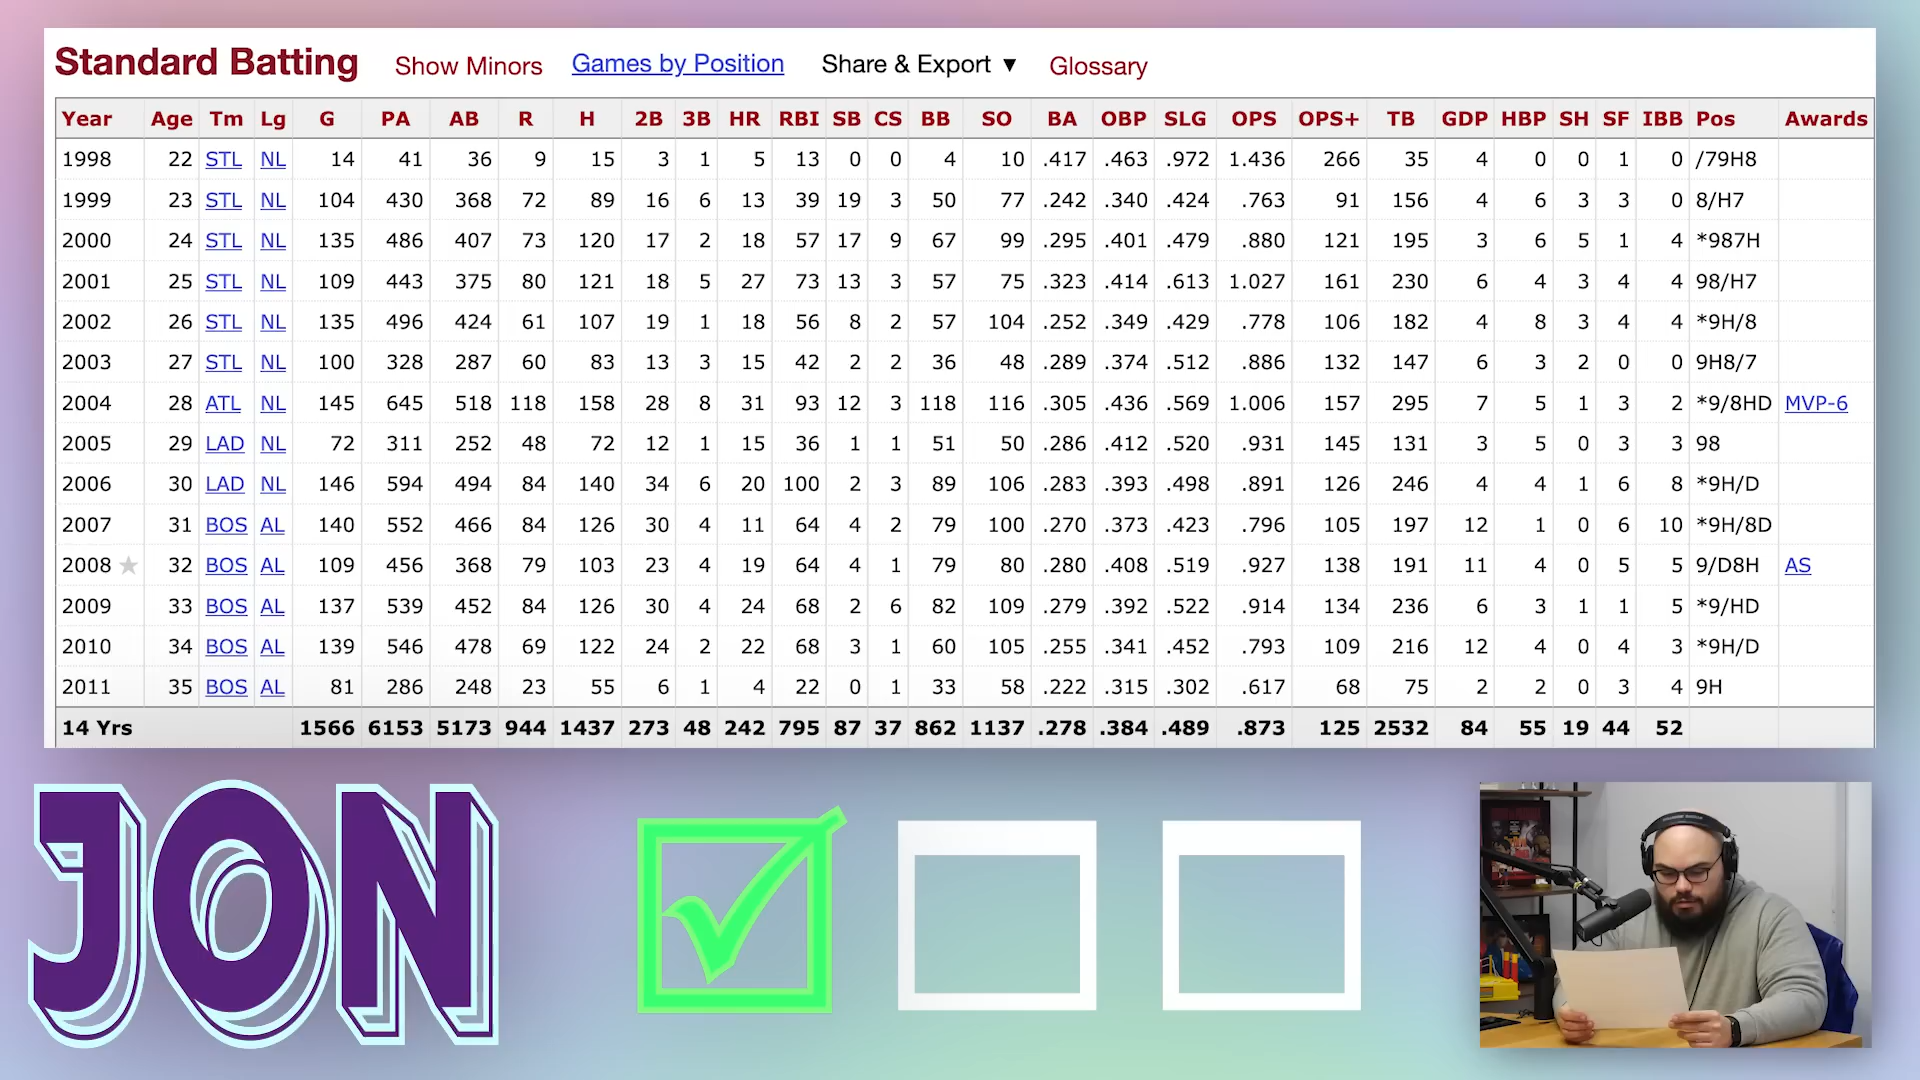 Standard Batting Show Minors Games by Position Share & Export ▼ Glossary
Year Age Tm Lg G PA AB R H 2B 3B HR RBI SB CS BB SO BA OBP SLG OPS OPS+ TB GDP HBP SH SF IBB Pos Awards
1998 22 STL NL 14 41 36 9 15 3 1 5 13 0 0 4 10 .417 .463 .972 1.436 266 35 4 0 0 1 0 /79H8
1999 23 STL NL 104 430 368 72 89 16 6 13 39 19 3 50 77 .242 .340 .424 .763 91 156 4 6 3 3 0 8/H7
2000 24 STL NL 135 486 407 73 120 17 2 18 57 17 9 67 99 .295 .401 .479 .880 121 195 3 6 5 1 4 *987H
2001 25 STL NL 109 443 375 80 121 18 5 27 73 13 3 57 75 .323 .414 .613 1.027 161 230 6 4 3 4 4 98/H7
2002 26 STL NL 135 496 424 61 107 19 1 18 56 8 2 57 104 .252 .349 .429 .778 106 182 4 8 3 4 4 *9H/8
2003 27 STL NL 100 328 287 60 83 13 3 15 42 2 2 36 48 .289 .374 .512 .886 132 147 6 3 2 0 0 9H8/7
2004 28 ATL NL 145 645 518 118 158 28 8 31 93 12 3 118 116 .305 .436 .569 1.006 157 295 7 5 1 3 2 *9/8HD MVP-6
2005 29 LAD NL 72 311 252 48 72 12 1 15 36 1 1 51 50 .286 .412 .520 .931 145 131 3 5 0 3 3 98
2006 30 LAD NL 146 594 494 84 140 34 6 20 100 2 3 89 106 .283 .393 .498 .891 126 246 4 4 1 6 8 *9H/D
2007 31 BOS AL 140 552 466 84 126 30 4 11 64 4 2 79 100 .270 .373 .423 .796 105 197 12 1 0 6 10 *9H/8D
2008 ★ 32 BOS AL 109 456 368 79 103 23 4 19 64 4 1 79 80 .280 .408 .519 .927 138 191 11 4 0 5 5 9/D8H AS
2009 33 BOS AL 137 539 452 84 126 30 4 24 68 2 6 82 109 .279 .392 .522 .914 134 236 6 3 1 1 5 *9/HD
2010 34 BOS AL 139 546 478 69 122 24 2 22 68 3 1 60 105 .255 .341 .452 .793 109 216 12 4 0 4 3 *9H/D
2011 35 BOS AL 81 286 248 23 55 6 1 4 22 0 1 33 58 .222 .315 .302 .617 68 75 2 2 0 3 4 9H
14 Yrs 1566 6153 5173 944 1437 273 48 242 795 87 37 862 1137 .278 .384 .489 .873 125 2532 84 55 19 44 52
JON